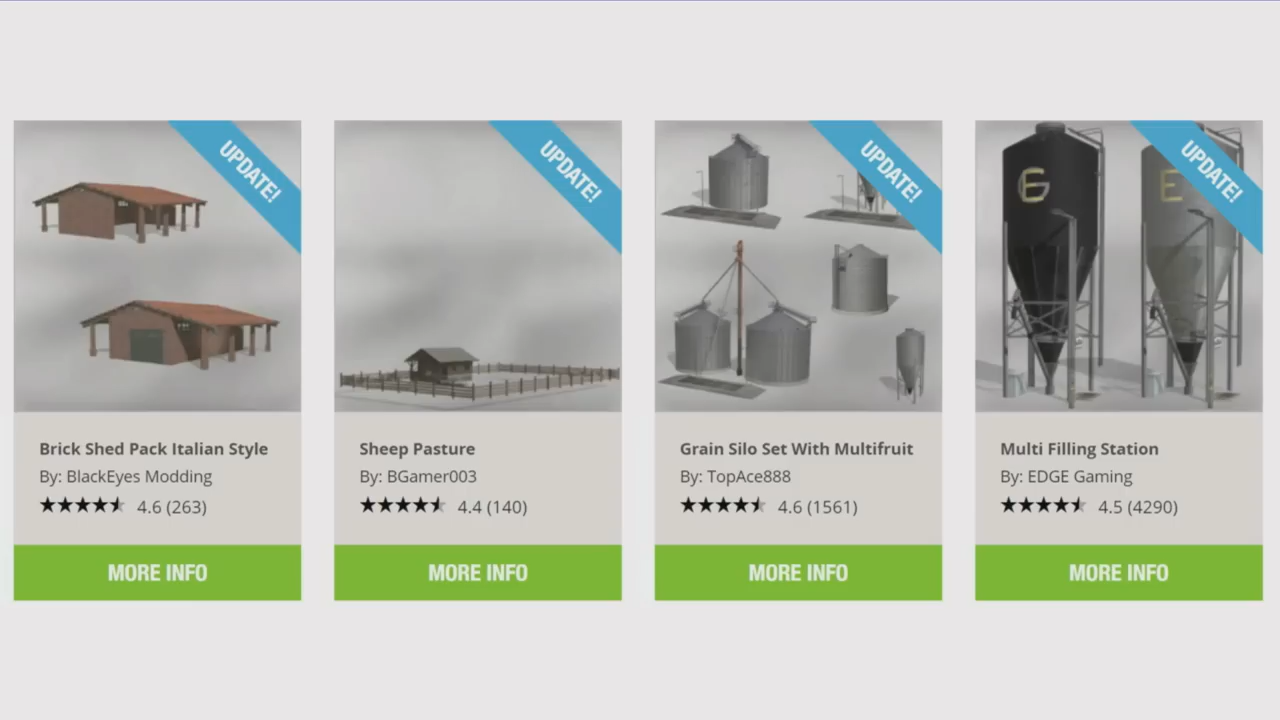 UPDATE!
Brick Shed Pack Italian Style
By: BlackEyes Modding
4.6 (263)
MORE INFO
UPDATE!
Sheep Pasture
By: BGamer003
4.4 (140)
MORE INFO
UPDATE!
Grain Silo Set With Multifruit
By: TopAce888
4.6 (1561)
MORE INFO
G
E
UPDATE!
Multi Filling Station
By: EDGE Gaming
4.5 (4290)
MORE INFO